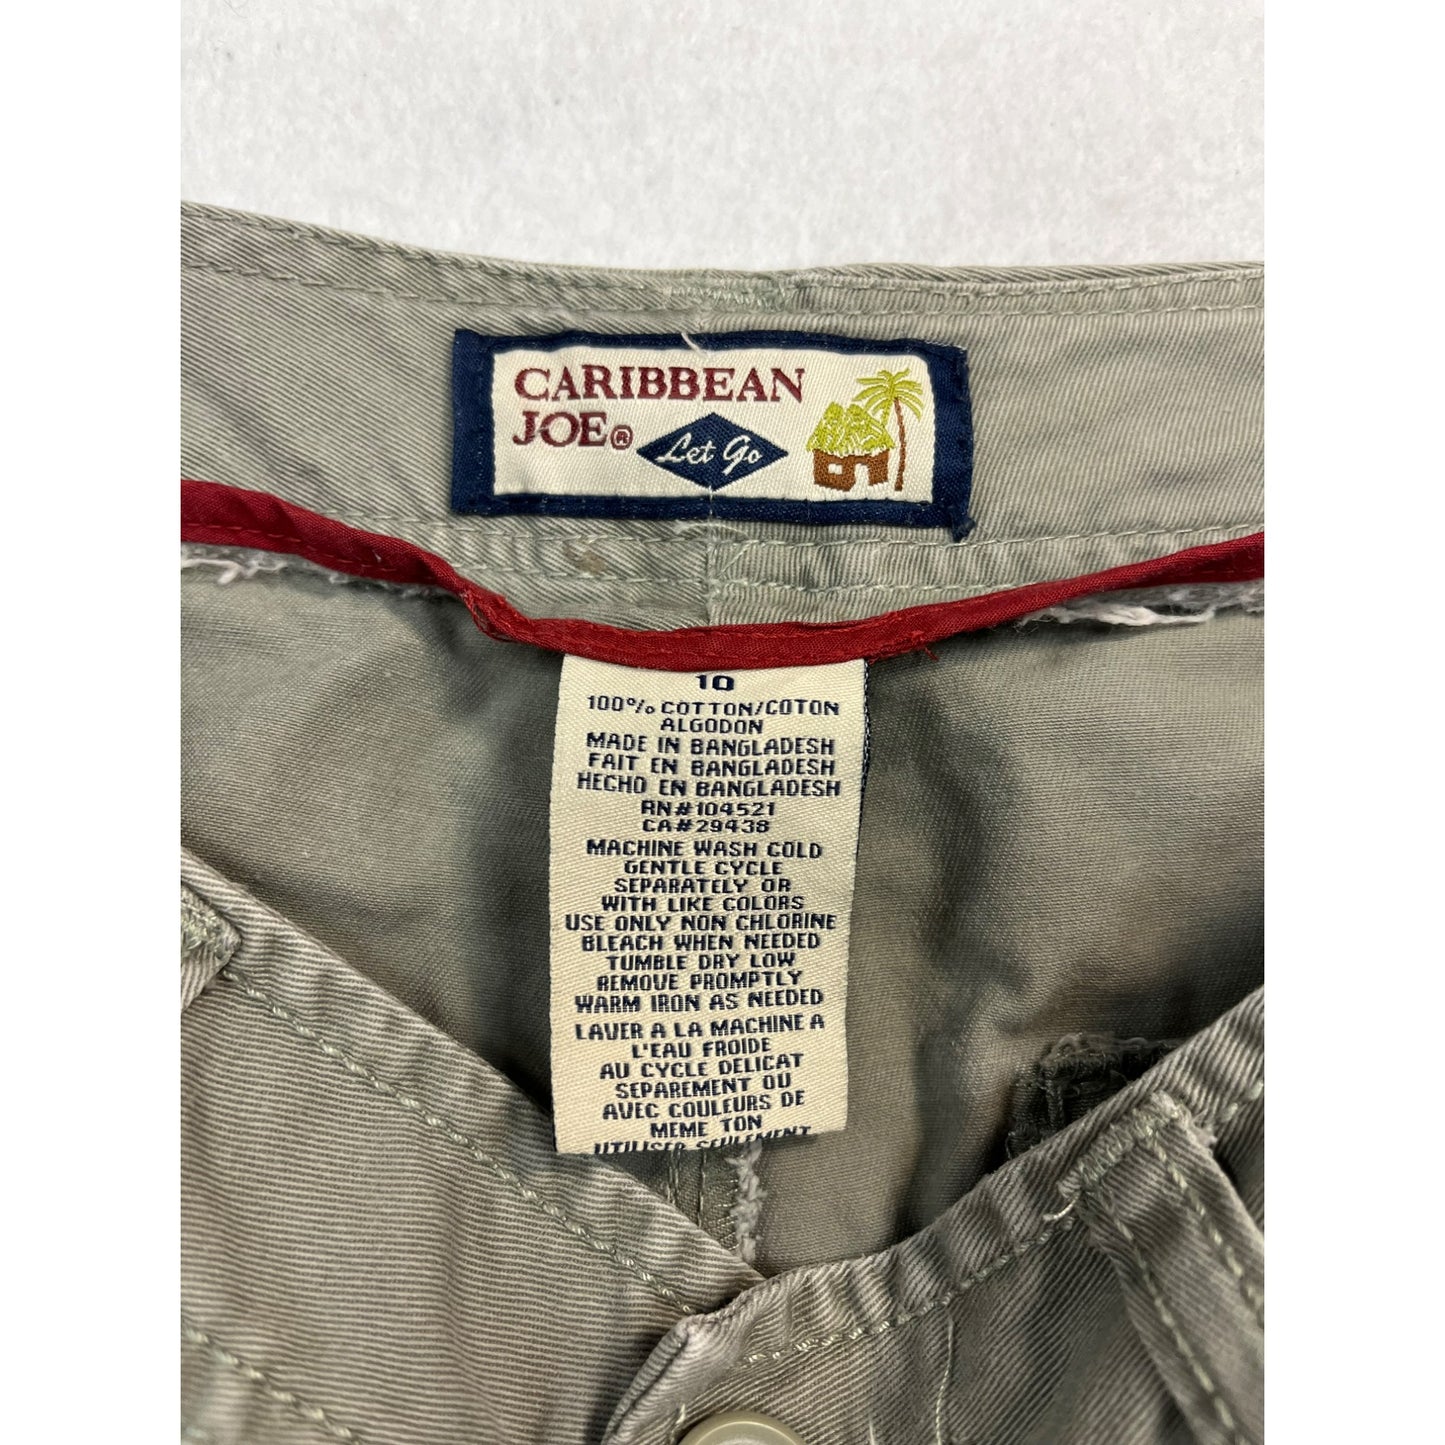 CARIBBEAN
JOE®
Let Go
10
100% COTTON/COTON
ALGODON
MADE IN BANGLADESH
FAIT EN BANGLADESH
HECHO EN BANGLADESH
RN#104521
CA#29438
MACHINE WASH COLD
GENTLE CYCLE
SEPARATELY OR
WITH LIKE COLORS
USE ONLY NON CHLORINE
BLEACH WHEN NEEDED
TUMBLE DRY LOW
REMOVE PROMPTLY
WARM IRON AS NEEDED
LAVER A LA MACHINE A
L'EAU FROIDE
AU CYCLE DELICAT
SEPAREMENT OU
AVEC COULEURS DE
MEME TON
UTILISER SEULEMENT